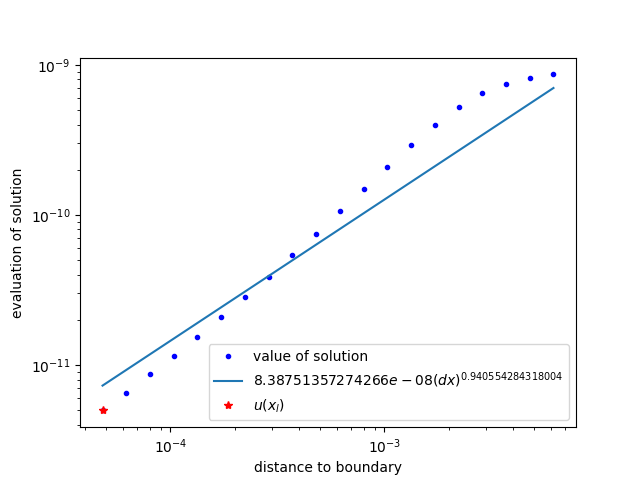 10⁻⁹
10⁻¹⁰
10⁻¹¹
evaluation of solution
value of solution
8.38751357274266e − 08(dx)^0.940554284318004
u(x_l)
10⁻⁴
10⁻³
distance to boundary